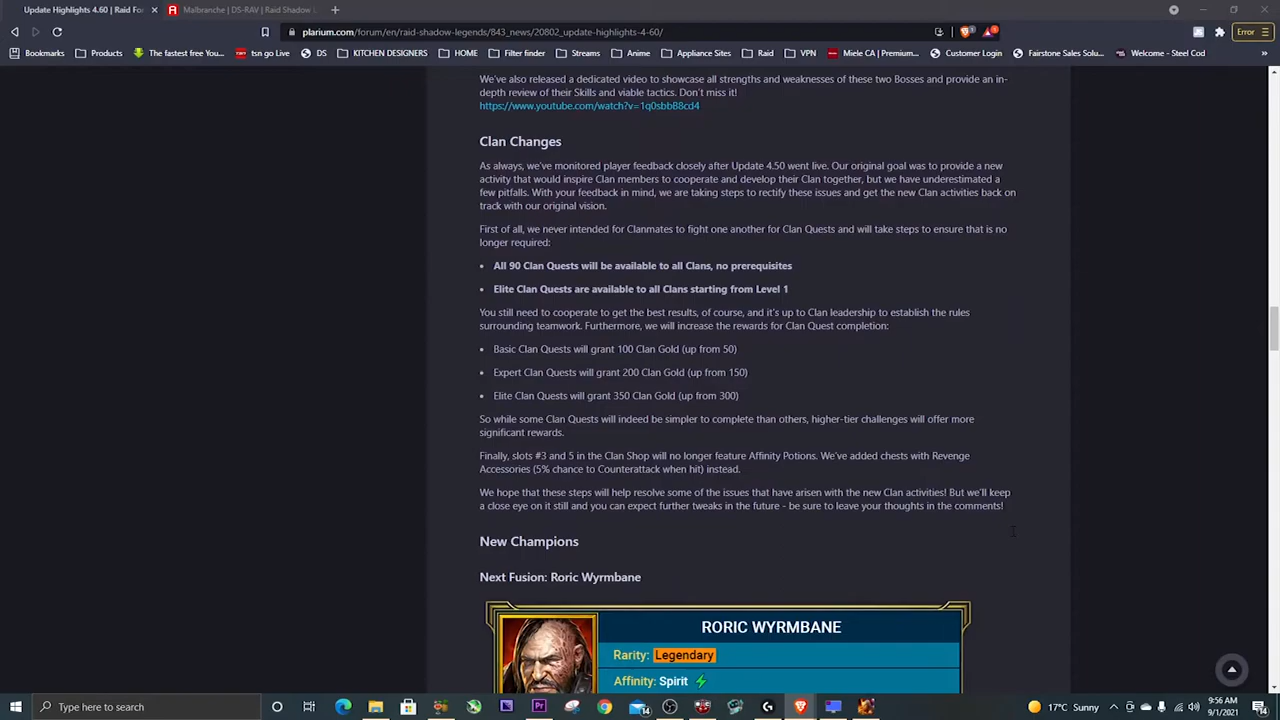 Update Highlights 4.60 | Raid Fo
Malbranche | DS-RAV | Raid Shadow L
plarium.com/forum/en/raid-shadow-legends/843_news/20802_update-highlights-4-60/
Error
Bookmarks
Products
The fastest free You...
tsn go Live
DS
KITCHEN DESIGNERS
HOME
Filter finder
Streams
Anime
Appliance Sites
Raid
VPN
Miele CA | Premium...
Customer Login
Fairstone Sales Solu...
Welcome - Steel Cod
We've also released a dedicated video to showcase all strengths and weaknesses of these two Bosses and provide an in-
depth review of their Skills and viable tactics. Don't miss it!
https://www.youtube.com/watch?v=1q0sbbB8cd4
Clan Changes
As always, we've monitored player feedback closely after Update 4.50 went live. Our original goal was to provide a new
activity that would inspire Clan members to cooperate and develop their Clan together, but we have underestimated a
few pitfalls. With your feedback in mind, we are taking steps to rectify these issues and get the new Clan activities back on
track with our original vision.
First of all, we never intended for Clanmates to fight one another for Clan Quests and will take steps to ensure that is no
longer required:
• All 90 Clan Quests will be available to all Clans, no prerequisites
• Elite Clan Quests are available to all Clans starting from Level 1
You still need to cooperate to get the best results, of course, and it's up to Clan leadership to establish the rules
surrounding teamwork. Furthermore, we will increase the rewards for Clan Quest completion:
• Basic Clan Quests will grant 100 Clan Gold (up from 50)
• Expert Clan Quests will grant 200 Clan Gold (up from 150)
• Elite Clan Quests will grant 350 Clan Gold (up from 300)
So while some Clan Quests will indeed be simpler to complete than others, higher-tier challenges will offer more
significant rewards.
Finally, slots #3 and 5 in the Clan Shop will no longer feature Affinity Potions. We've added chests with Revenge
Accessories (5% chance to Counterattack when hit) instead.
We hope that these steps will help resolve some of the issues that have arisen with the new Clan activities! But we'll keep
a close eye on it still and you can expect further tweaks in the future - be sure to leave your thoughts in the comments!
New Champions
Next Fusion: Roric Wyrmbane
RORIC WYRMBANE
Rarity: Legendary
Affinity: Spirit
Type here to search
17°C Sunny
9:56 AM
9/1/2021